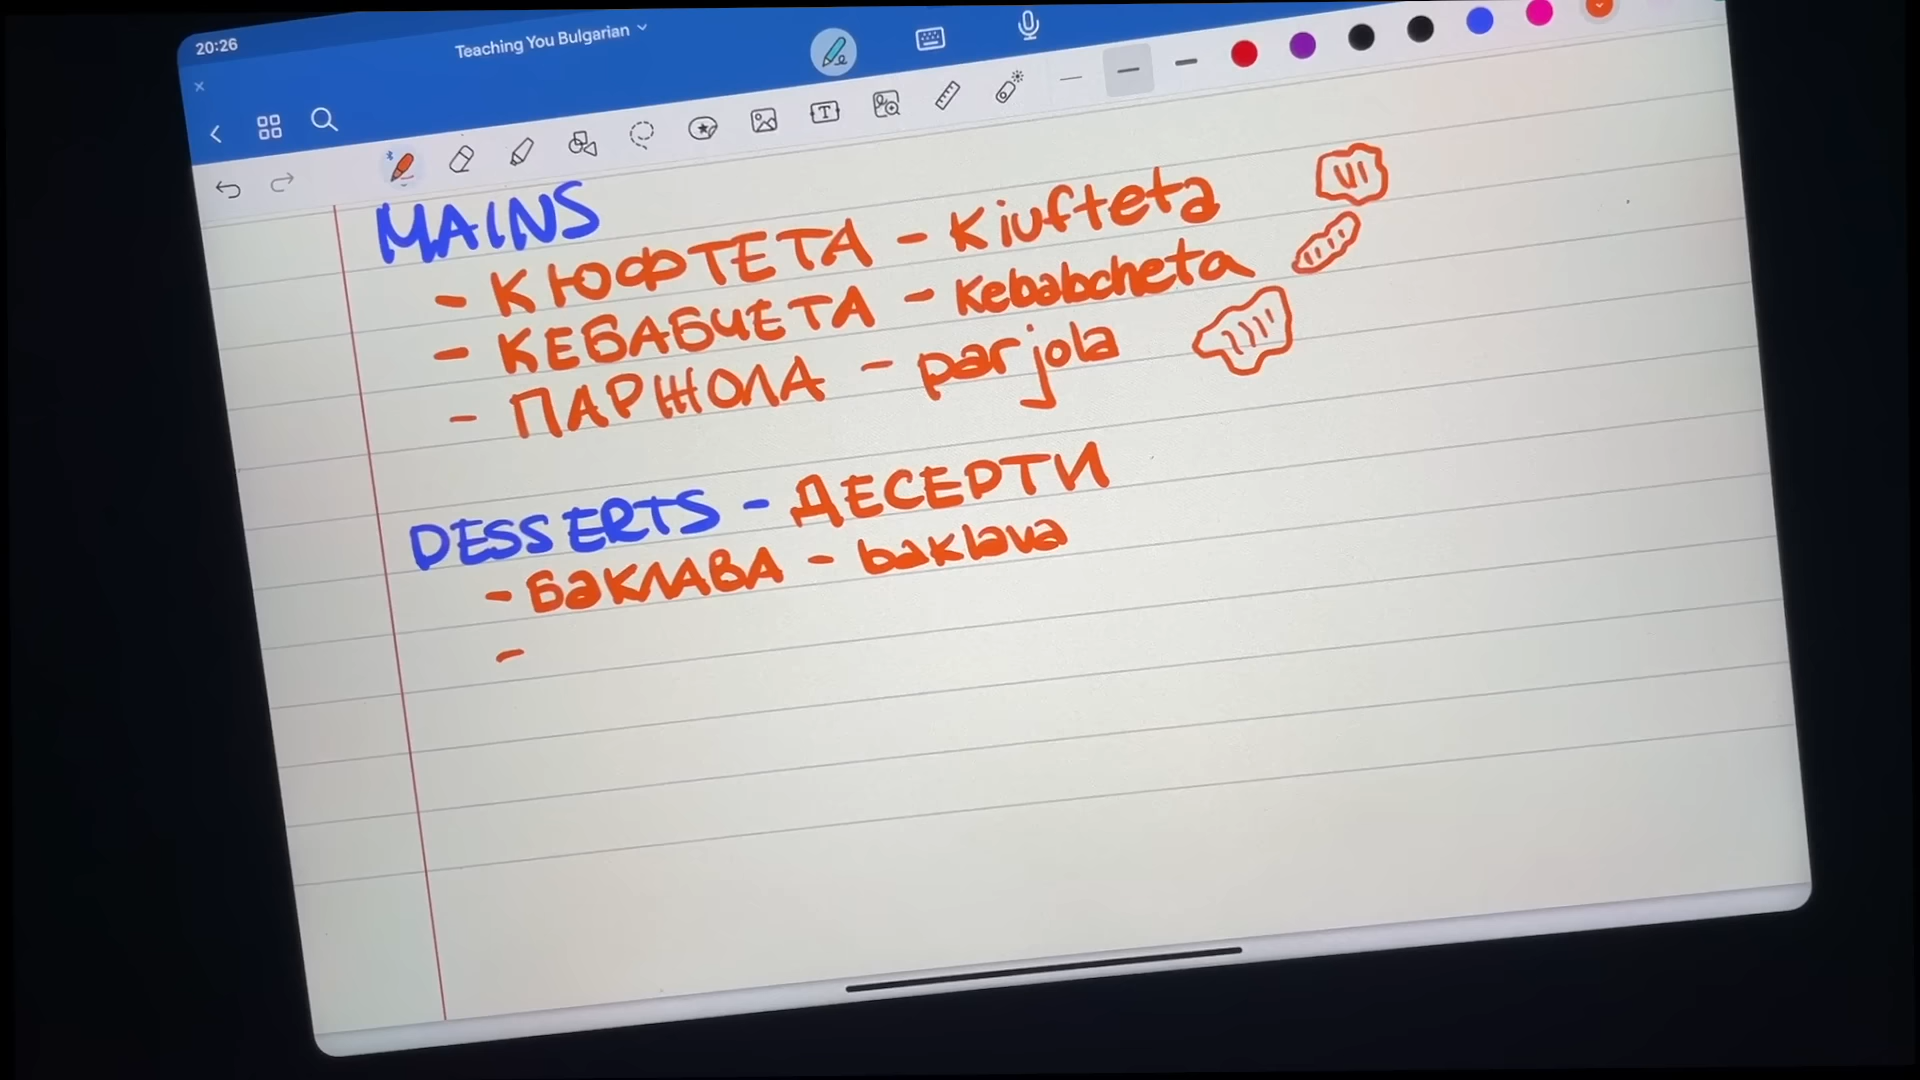 20:26
Teaching You Bulgarian
MAINS
- КЮФТЕТА - Kiufteta
- КЕБАБЧЕТА - Kebabcheta
- ПАРЖОЛА - parjola
DESSERTS - ДЕСЕРТИ
- БАКЛАВА - baklava
-